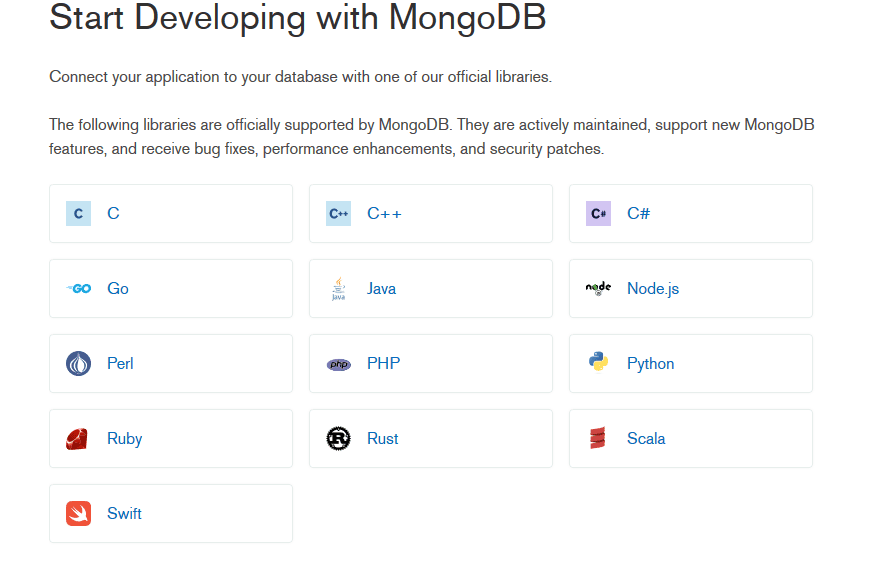 Start Developing with MongoDB
Connect your application to your database with one of our official libraries.
The following libraries are officially supported by MongoDB. They are actively maintained, support new MongoDB
features, and receive bug fixes, performance enhancements, and security patches.
C C
C++ C++
C# C#
GO Go
Java Java
node Node.js
Perl
php PHP
Python
Ruby
R Rust
Scala
Swift